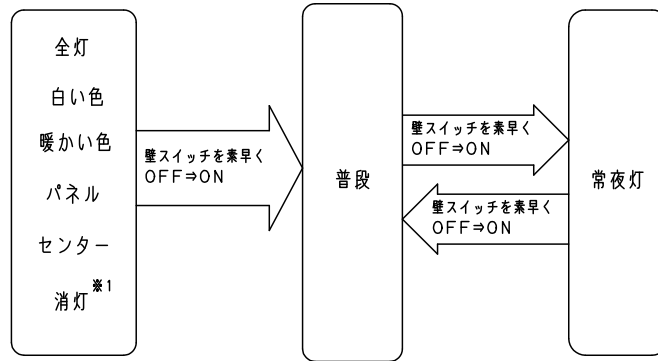 全灯
白い色
暖かい色
パネル
センター
消灯※1
壁スイッチを素早く
OFF⇒ON
普段
壁スイッチを素早く
OFF⇒ON
壁スイッチを素早く
OFF⇒ON
常夜灯